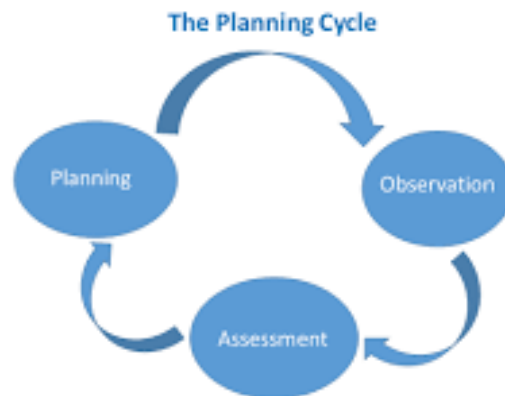 The Planning Cycle
Planning
Observation
Assessment